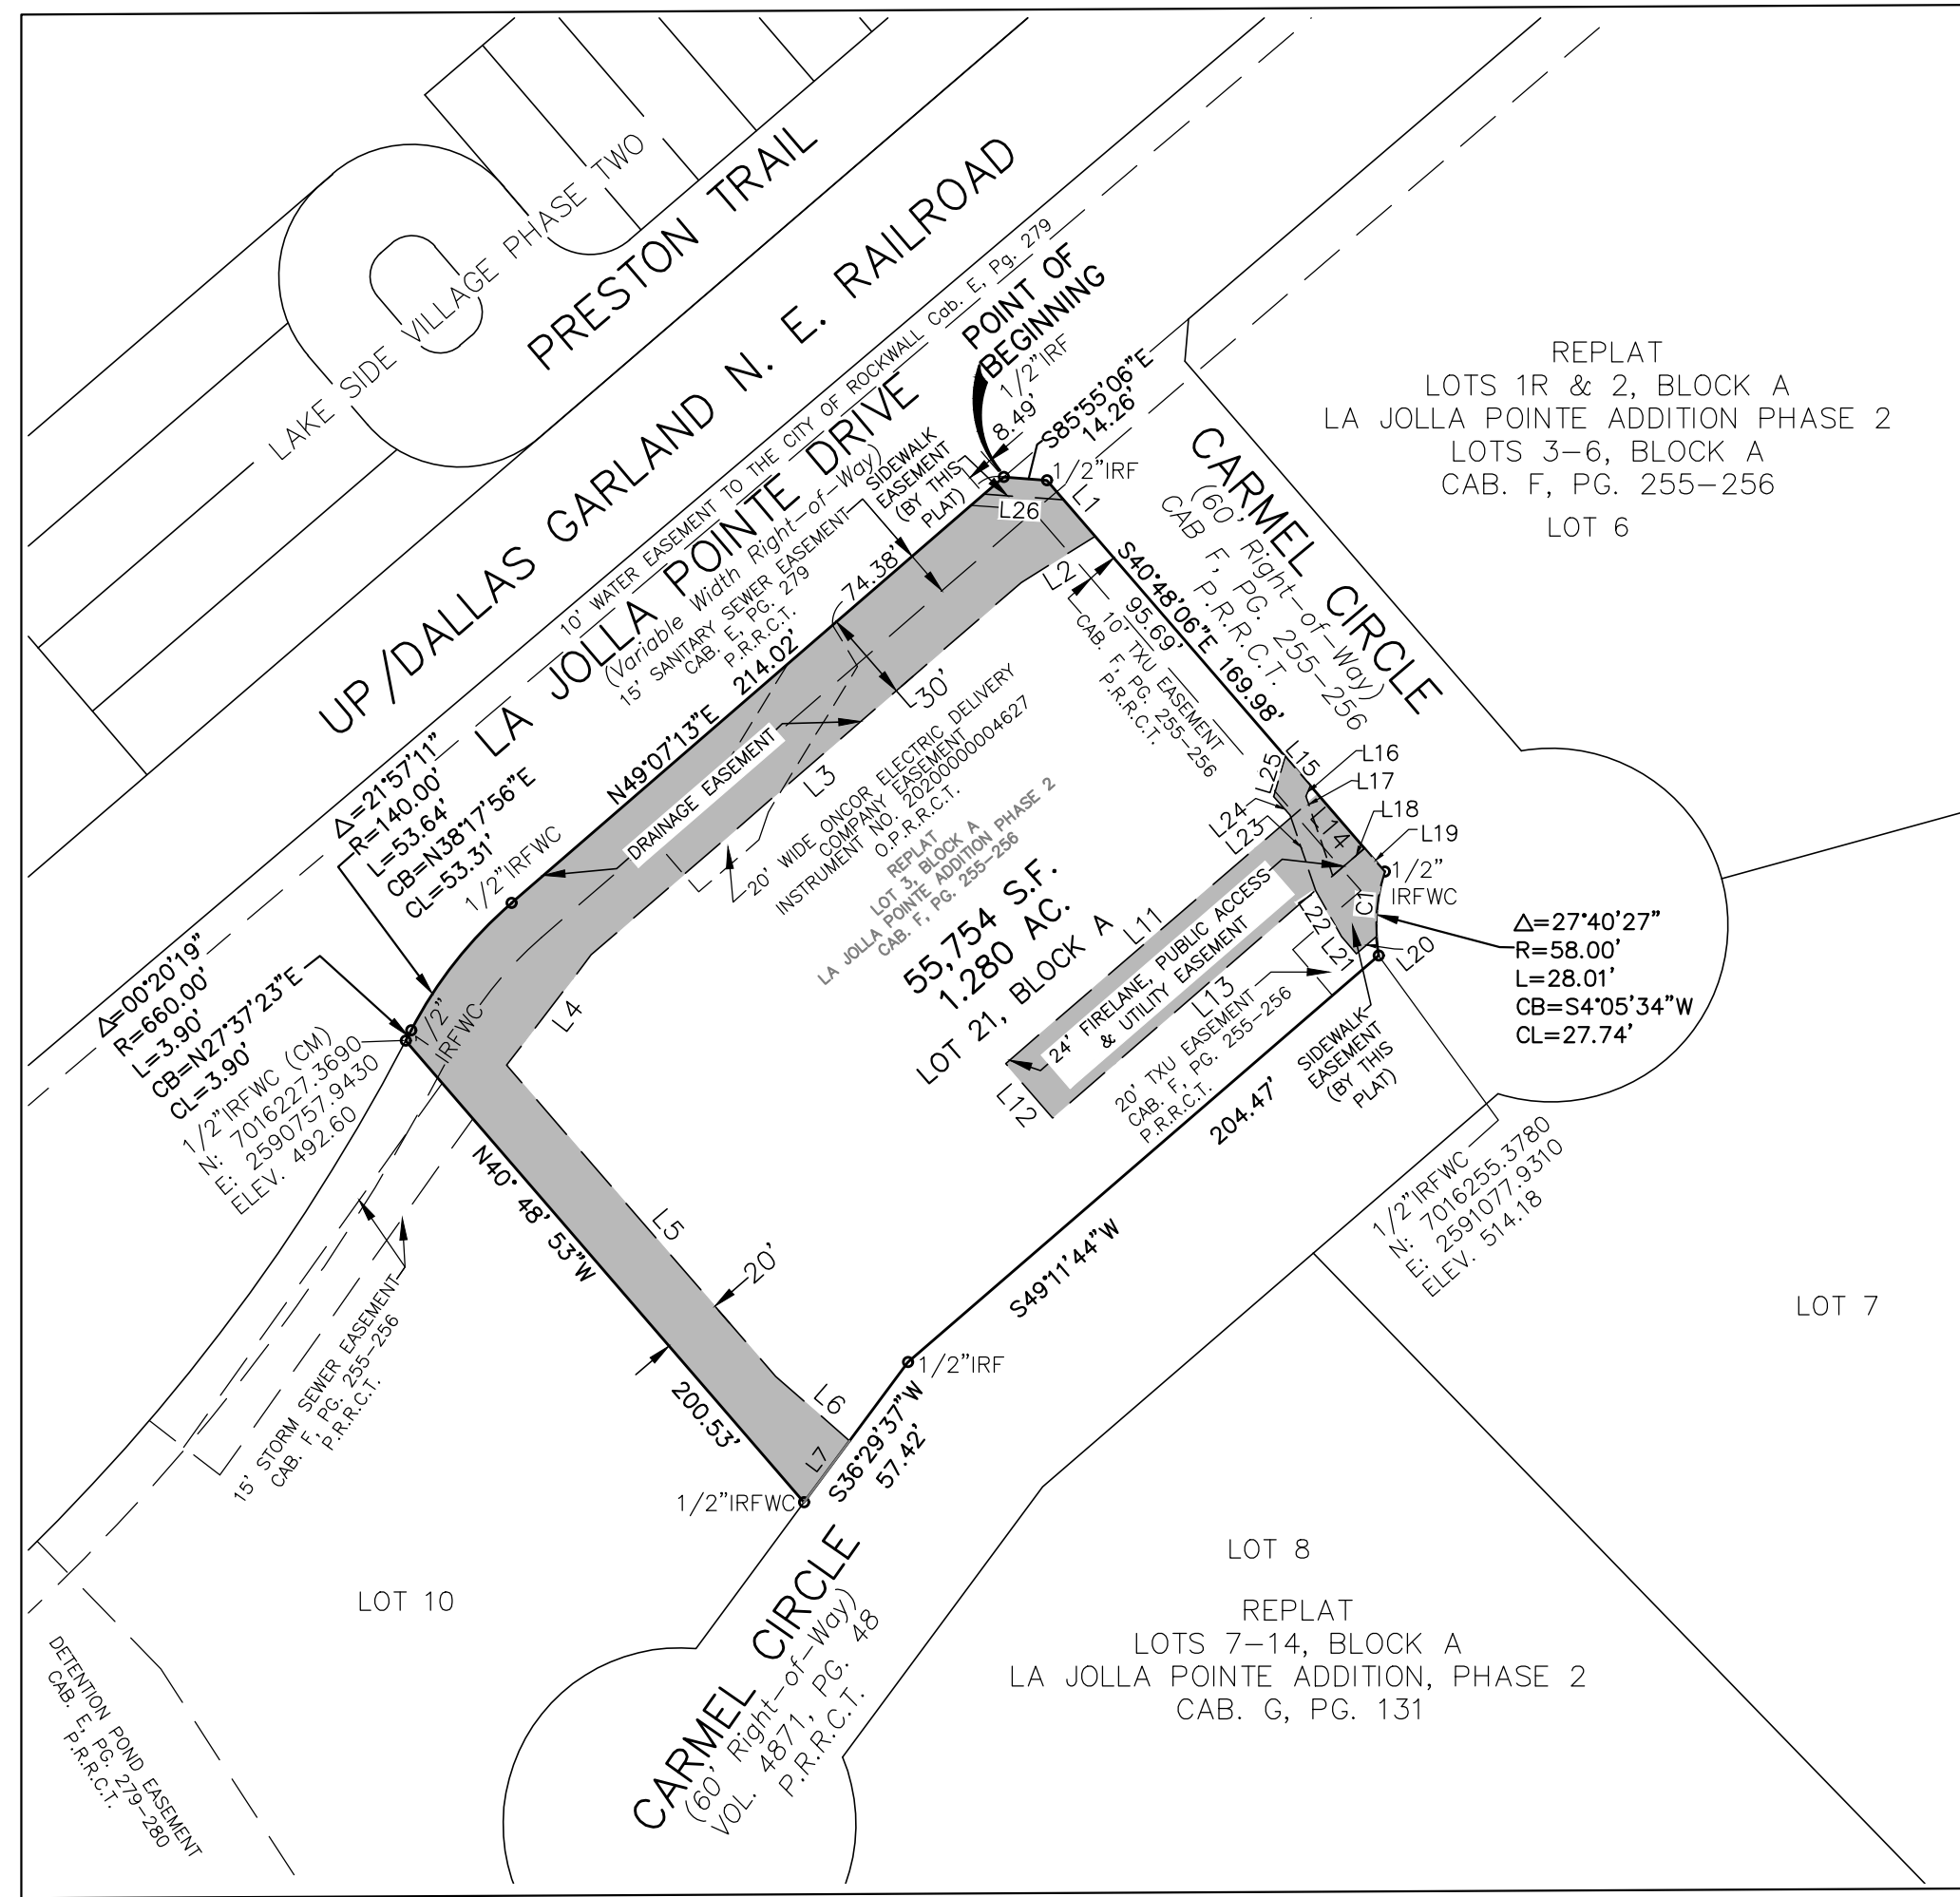 LAKE SIDE VILLAGE PHASE TWO
PRESTON TRAIL
UP/DALLAS GARLAND N. E. RAILROAD
10' WATER EASEMENT TO THE CITY OF ROCKWALL Cab. E, Pg. 279
LA JOLLA POINTE DRIVE
(Variable Width Right-of-Way)
15' SANITARY SEWER EASEMENT
CAB. E, PG. 279
P.R.R.C.T.
SIDEWALK
EASEMENT
(BY THIS
PLAT)
POINT OF
BEGINNING
1/2"IRF
8.49'
S85°55'06"E
14.26'
1/2"IRF
L1
L26
L2
74.38'
N49°07'13"E
214.02'
DRAINAGE EASEMENT
30'
L3
CARMEL CIRCLE
(60' Right-of-Way)
CAB F, PG. 255-256
P.R.R.C.T.
S40°48'06"E 169.98'
95.69'
10' TXU EASEMENT
CAB. F, PG. 255-256
P.R.R.C.T.
REPLAT
LOTS 1R & 2, BLOCK A
LA JOLLA POINTE ADDITION PHASE 2
LOTS 3-6, BLOCK A
CAB. F, PG. 255-256
LOT 6
Δ=21°57'11"
R=140.00'
L=53.64'
CB=N38°17'56"E
CL=53.31'
1/2"IRFWC
Δ=00°20'19"
R=660.00'
L=3.90'
CB=N27°37'23"E
CL=3.90'
1/2"IRFWC (CM)
N: 7016227.3690
E: 2590757.9430
ELEV. 492.60
1/2"
IRFWC
20' WIDE ONCOR ELECTRIC DELIVERY
COMPANY EASEMENT
INSTRUMENT NO. 20200000004627
O.P.R.R.C.T.
REPLAT
LOT 3, BLOCK A
LA JOLLA POINTE ADDITION PHASE 2
CAB. F, PG. 255-256
55,754 S.F.
1.280 AC.
LOT 21, BLOCK A
L11
24' FIRELANE, PUBLIC ACCESS
& UTILITY EASEMENT
L12
L13
L15
L16
L17
L18
L19
L14
L25
L24
L23
L22
L21
L20
C1
1/2"
IRFWC
Δ=27°40'27"
R=58.00'
L=28.01'
CB=S4°05'34"W
CL=27.74'
20' TXU EASEMENT
CAB. F, PG. 255-256
P.R.R.C.T.
204.47'
SIDEWALK
EASEMENT
(BY THIS
PLAT)
1/2"IRFWC
N: 7016255.3780
E: 2591077.9310
ELEV. 514.18
L4
L5
20'
L6
L7
N40° 48' 53"W
200.53'
S49°11'44"W
1/2"IRF
S36°29'37"W
57.42'
1/2"IRFWC
15' STORM SEWER EASEMENT
CAB. F, PG. 255-256
P.R.R.C.T.
LOT 7
LOT 10
LOT 8
REPLAT
LOTS 7-14, BLOCK A
LA JOLLA POINTE ADDITION, PHASE 2
CAB. G, PG. 131
CARMEL CIRCLE
(60' Right-of-Way)
VOL. 4871, PG. 48
P.R.R.C.T.
DETENTION POND EASEMENT
CAB. E, PG. 279-280
P.R.R.C.T.